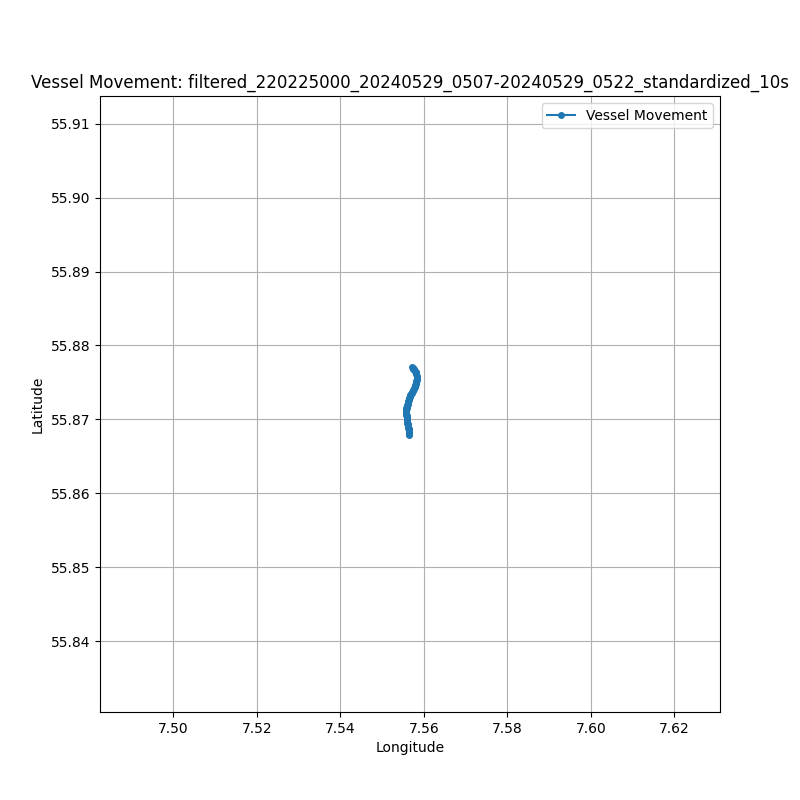 Vessel Movement: filtered_220225000_20240529_0507-20240529_0522_standardized_10s
Vessel Movement
55.91
55.90
55.89
55.88
55.87
55.86
55.85
55.84
Latitude
7.50 7.52 7.54 7.56 7.58 7.60 7.62
Longitude